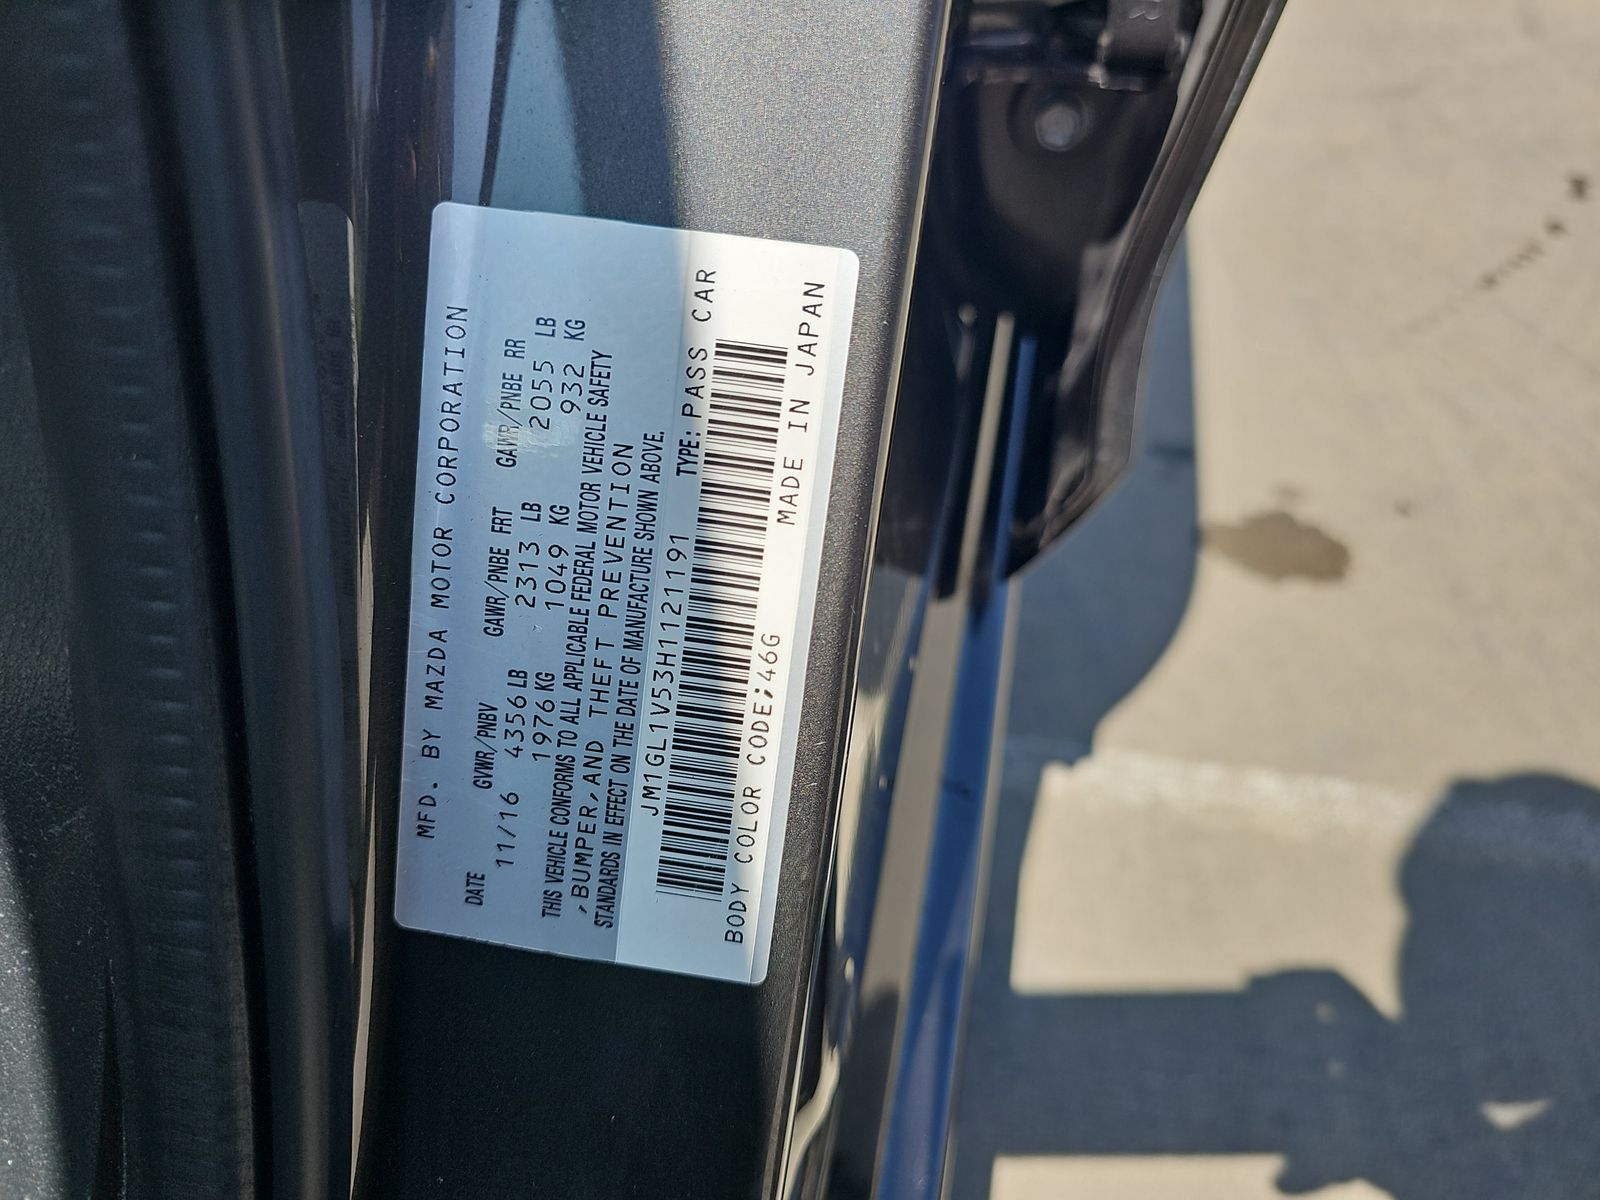 MFD. BY MAZDA MOTOR CORPORATION
DATE GVWR/PNBV GAWR/PNBE FRT GAWR/PNBE RR
11/16 4356 LB 2313 LB 2055 LB
1976 KG 1049 KG 932 KG
THIS VEHICLE CONFORMS TO ALL APPLICABLE FEDERAL MOTOR VEHICLE SAFETY
,BUMPER,AND THEFT PREVENTION
STANDARDS IN EFFECT ON THE DATE OF MANUFACTURE SHOWN ABOVE.
JM1GL1V53H1121191 TYPE: PASS CAR
BODY COLOR CODE;46G MADE IN JAPAN